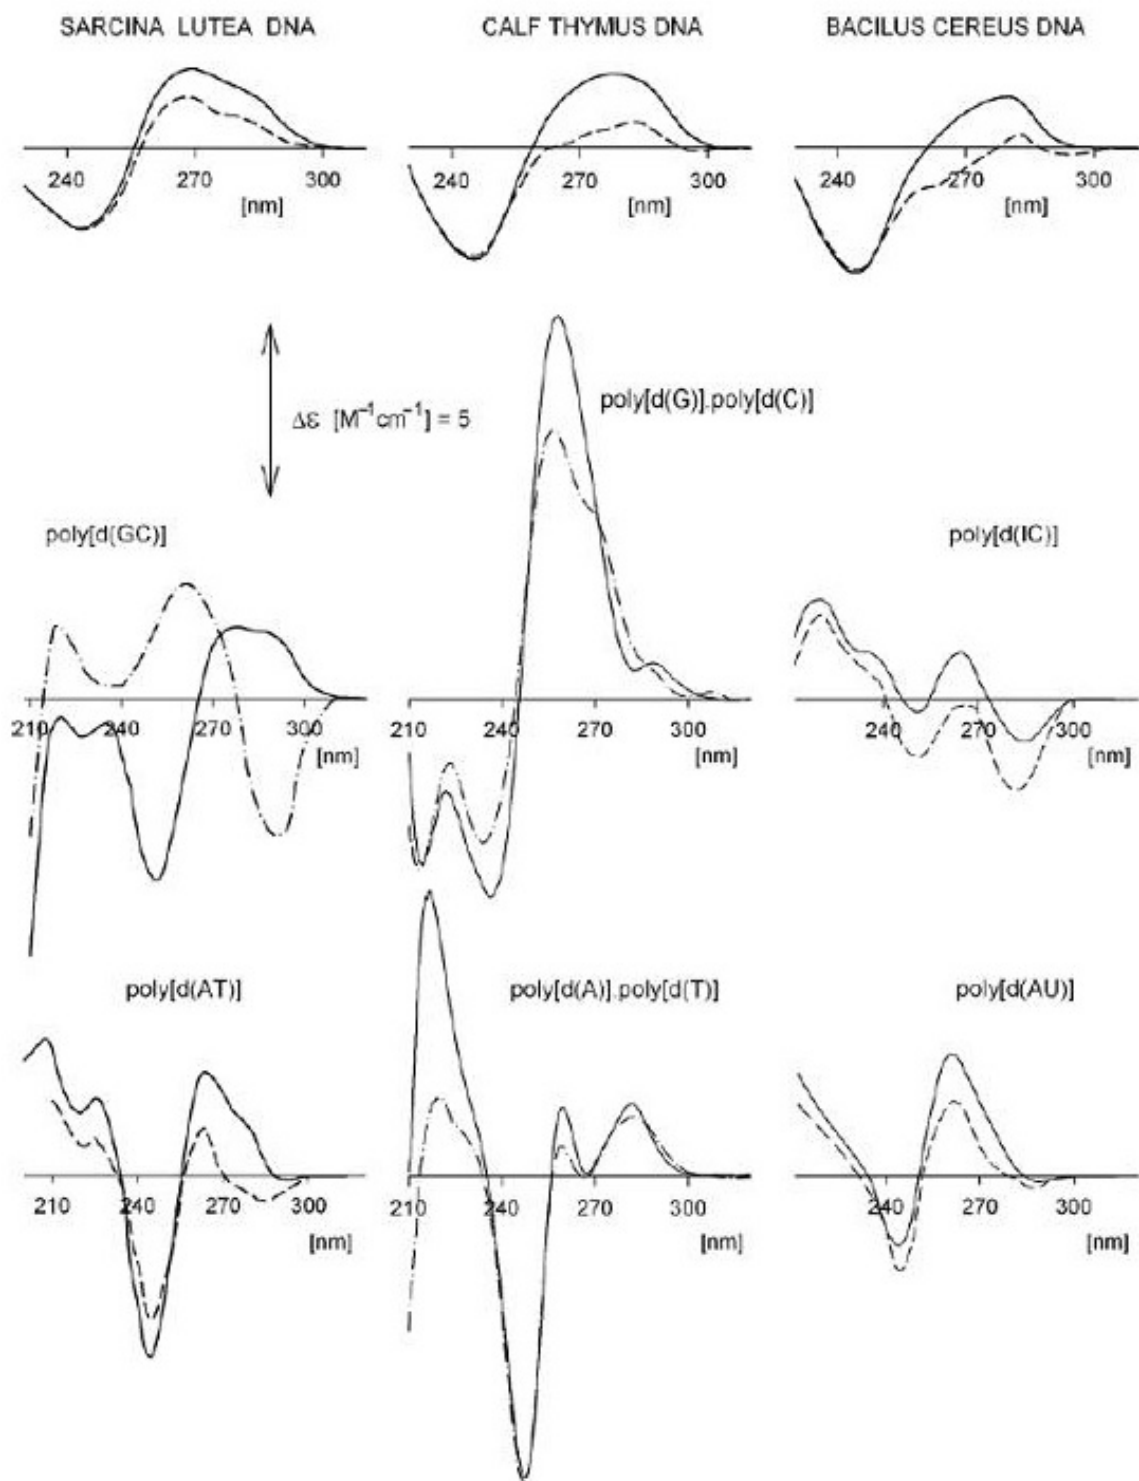 SARCINA LUTEA DNA
CALF THYMUS DNA
BACILUS CEREUS DNA
240 270 300
[nm]
240 270 300
[nm]
240 270 300
[nm]
Δε [M⁻¹cm⁻¹] = 5
poly[d(G)].poly[d(C)]
poly[d(GC)]
poly[d(IC)]
210 240 270 300
[nm]
210 240 270 300
[nm]
240 270 300
[nm]
poly[d(AT)]
poly[d(A)].poly[d(T)]
poly[d(AU)]
210 240 270 300
[nm]
210 240 270 300
[nm]
240 270 300
[nm]